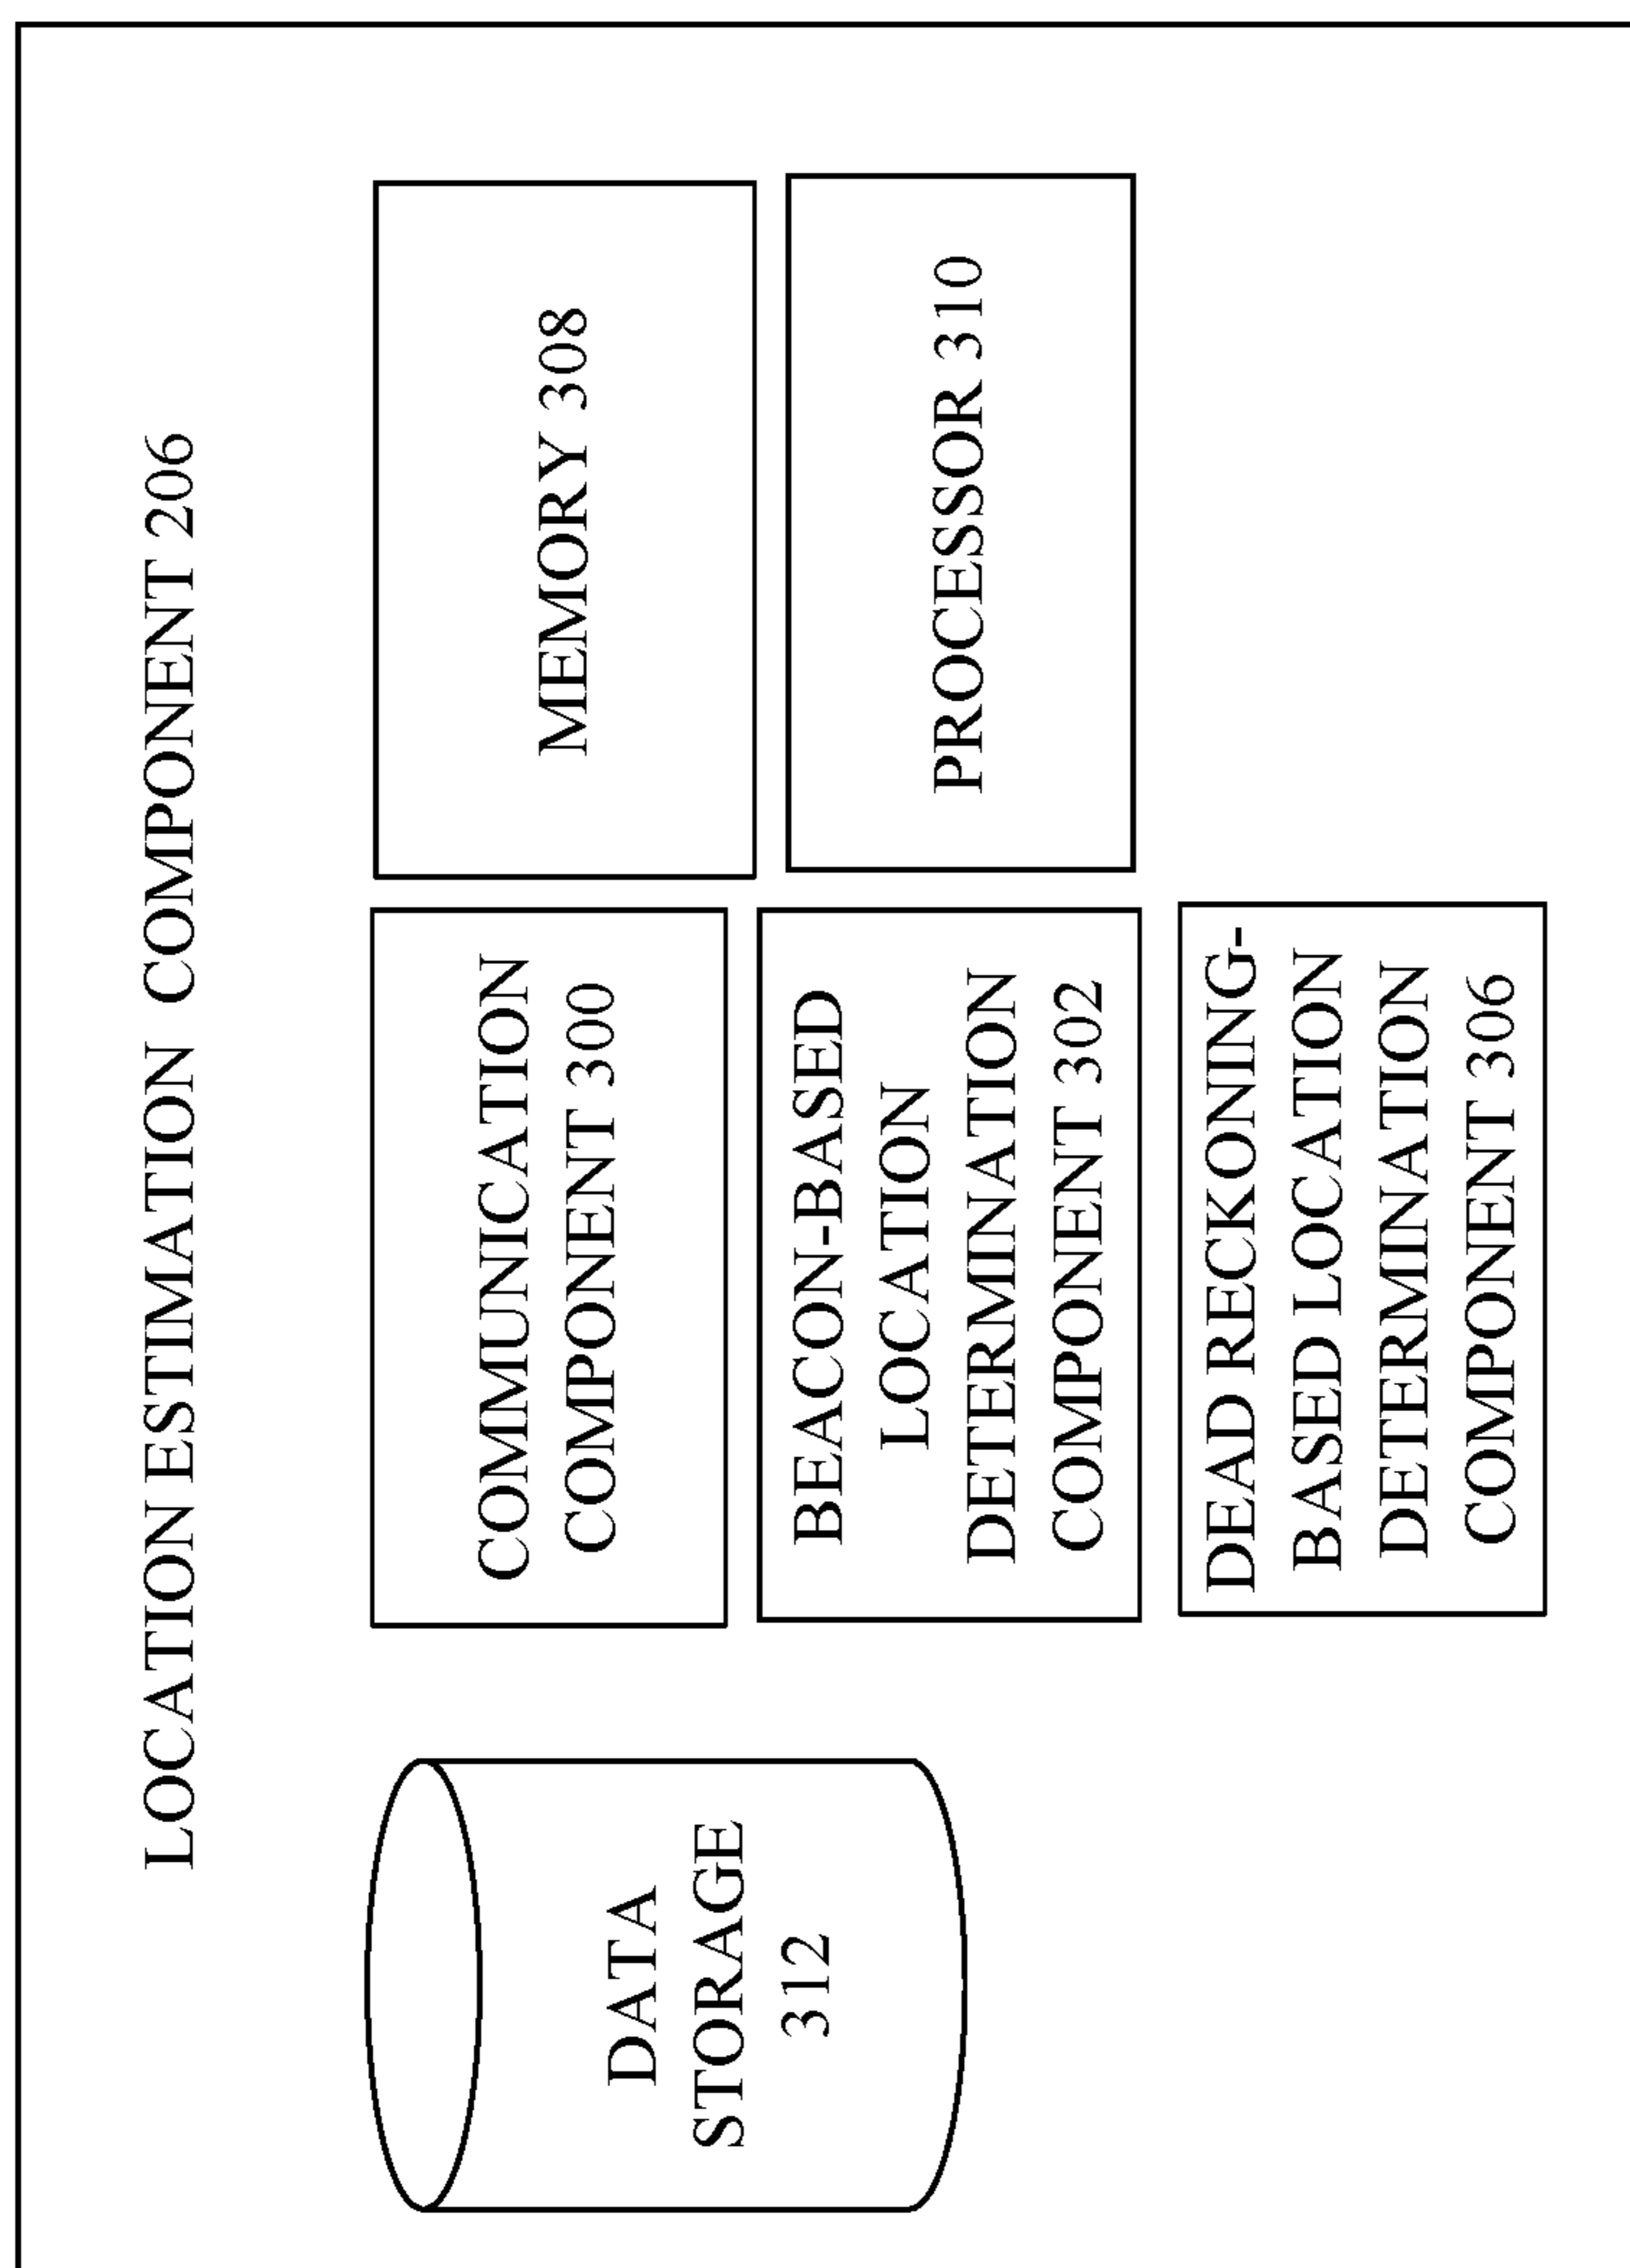 LOCATION ESTIMATION COMPONENT 206
DATA
STORAGE
312
COMMUNICATION
COMPONENT 300
BEACON-BASED
LOCATION
DETERMINATION
COMPONENT 302
DEAD RECKONING-
BASED LOCATION
DETERMINATION
COMPONENT 306
MEMORY 308
PROCESSOR 310